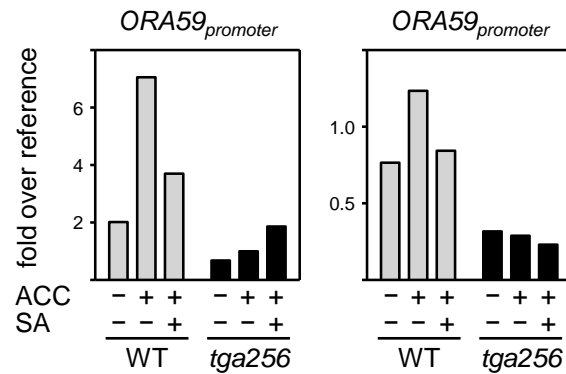 ORA59promoter
ORA59promoter
fold over reference
6
4
2
1.0
0.5
ACC − + + − + + − + + − + +
SA − − + − − + − − + − − +
WT tga256 WT tga256